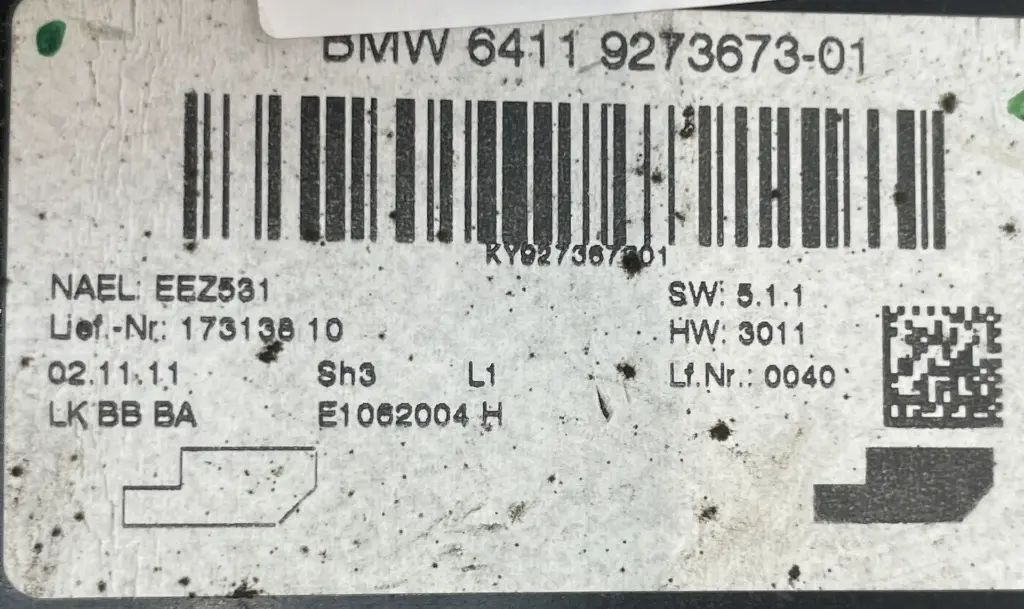 BMW 6411 9273673-01
KY927367301
NAEL: EEZ531
SW: 5.1.1
Lief.-Nr.: 173138 10
HW: 3011
02.11.11
Sh3
L1
Lf.Nr.: 0040
LK BB BA
E1062004 H